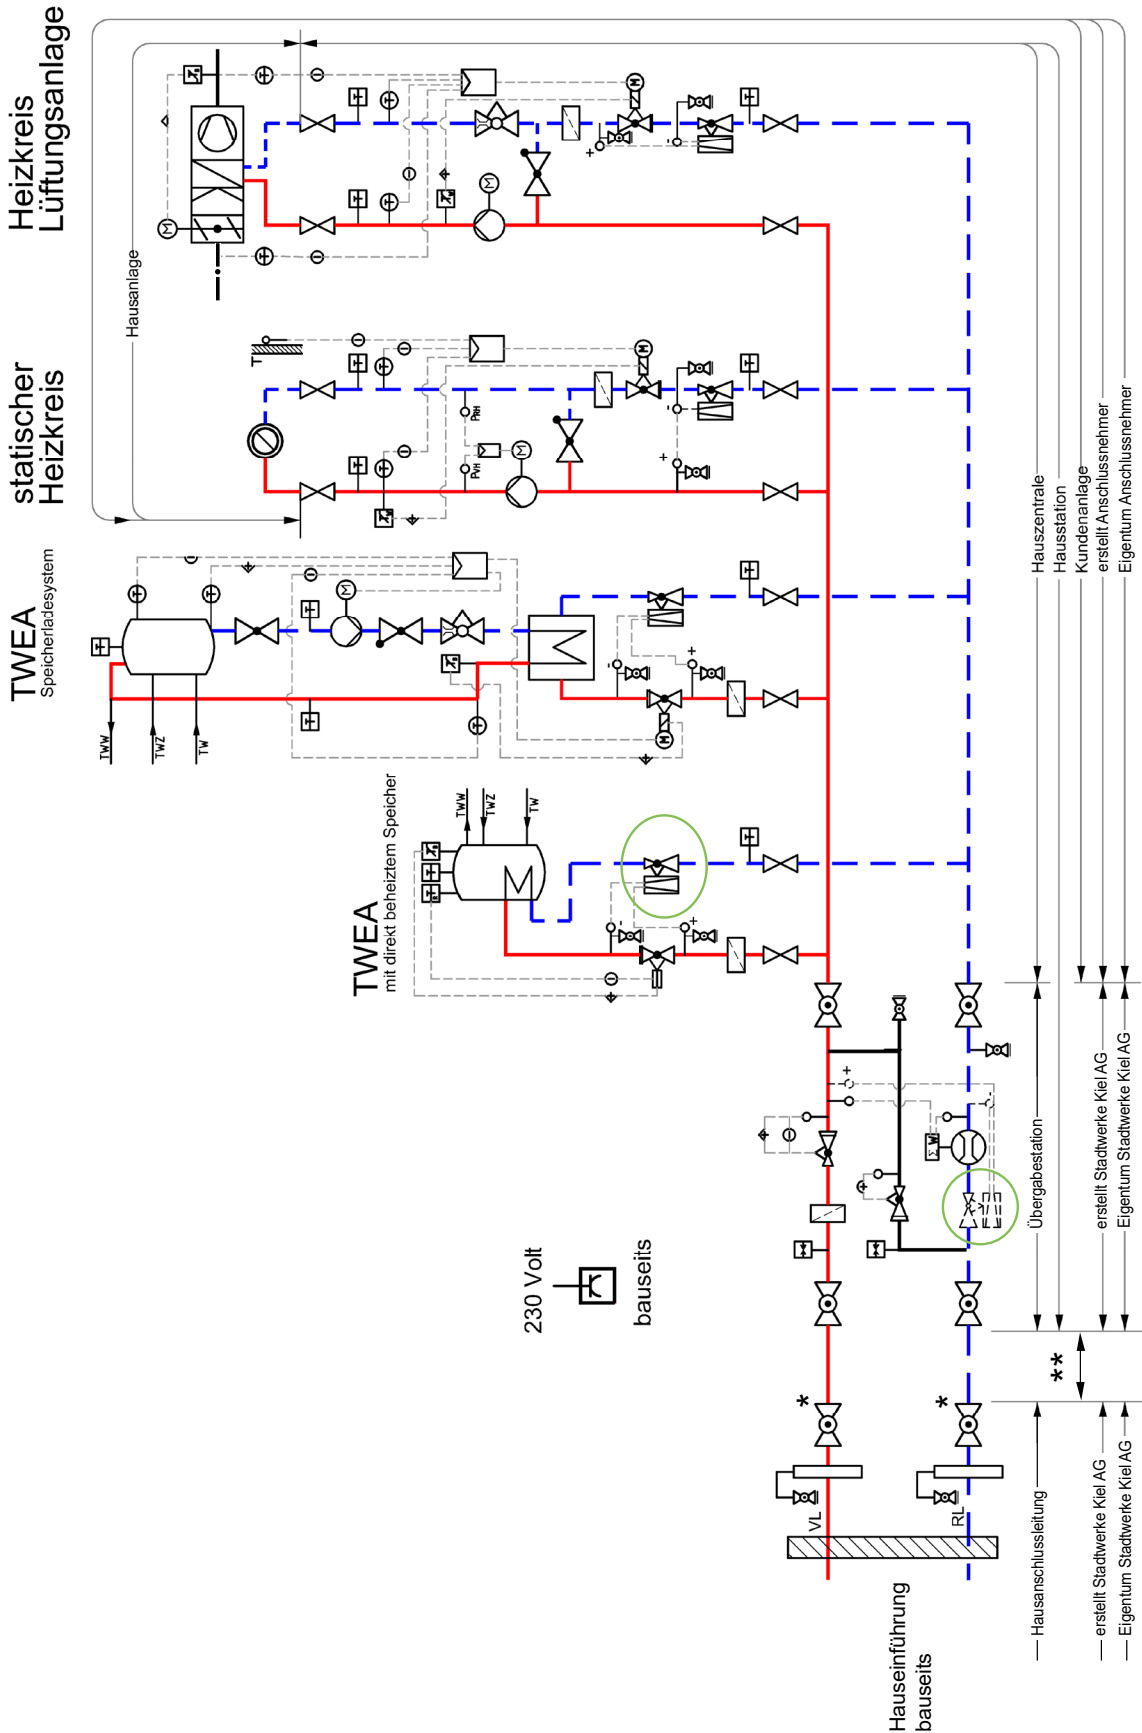 Heizkreis
Lüftungsanlage
Hausanlage
statischer
Heizkreis
T
PRH
PVH
TWEA
Speicherladesystem
TWW
TWZ
TW
TWEA
mit direkt beheiztem Speicher
TWW
TWZ
TW
230 Volt
bauseits
**
*
*
VL
RL
Hauseinführung
bauseits
Hauszentrale
Hausstation
Kundenanlage
erstellt Anschlussnehmer
Eigentum Anschlussnehmer
Übergabestation
erstellt Stadtwerke Kiel AG
Eigentum Stadtwerke Kiel AG
Hausanschlussleitung
erstellt Stadtwerke Kiel AG
Eigentum Stadtwerke Kiel AG